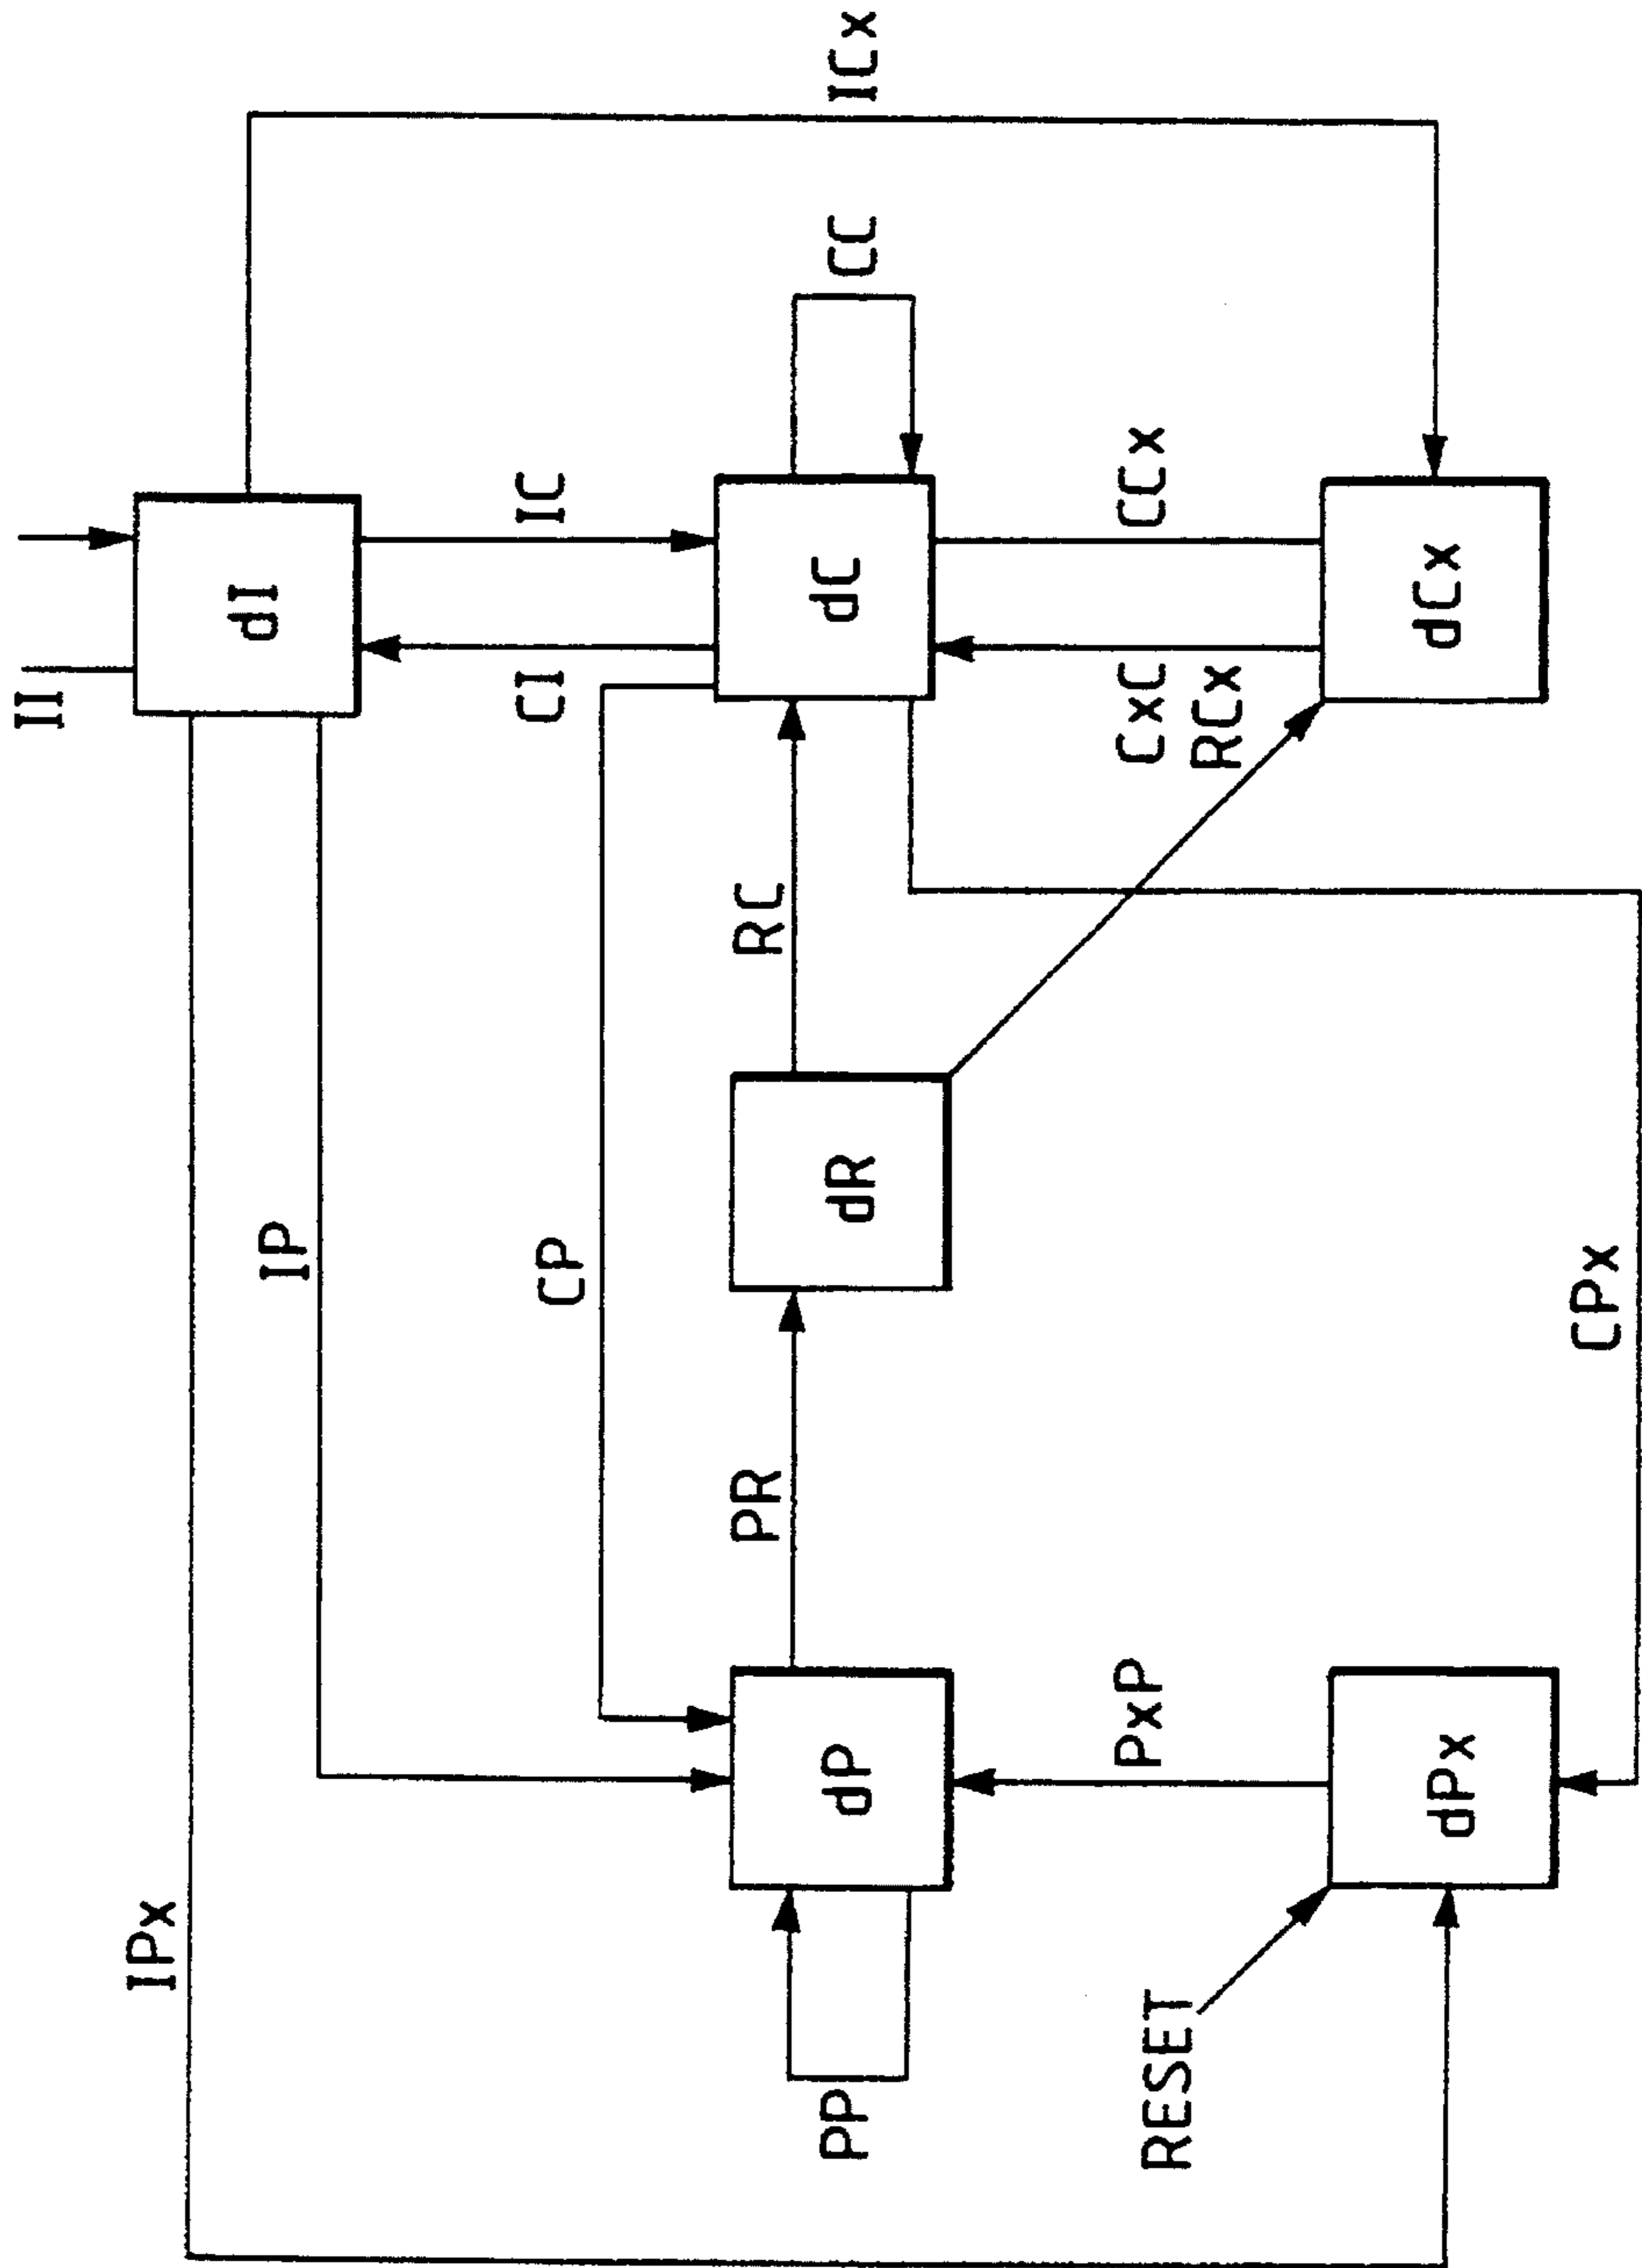 II
dI
IPx
IP
IC
CI
ICx
CP
CC
dC
RC
PR
dR
dP
PP
CCx
CxC
RCx
PxP
RESET
dCx
dPx
CPx